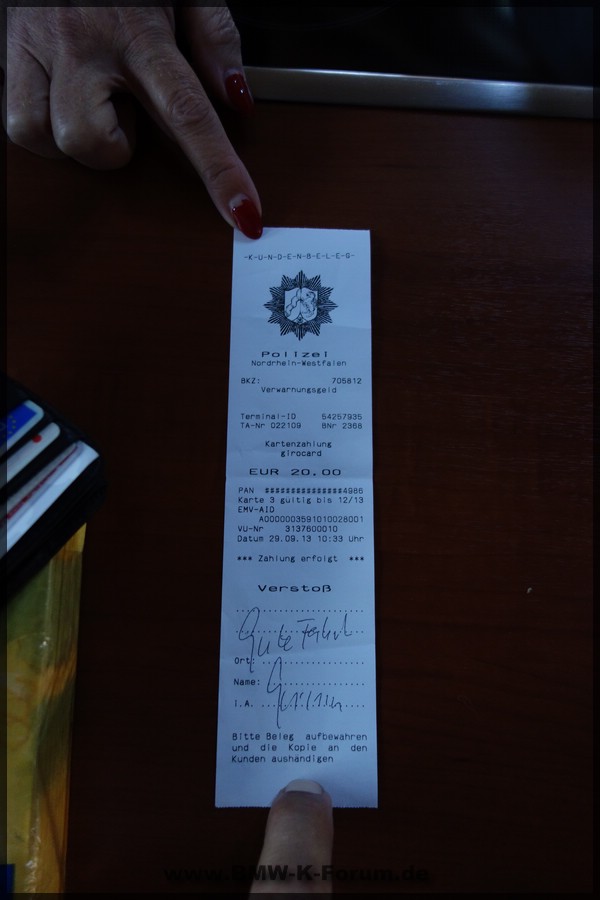 -K-U-N-D-E-N-B-E-L-E-G-
Polizei
Nordrhein-Westfalen
BKZ: 705812
Verwarnungsgeld
Terminal-ID 54257935
TA-Nr 022109 BNr 2368
Kartenzahlung
girocard
EUR 20,00
PAN ###############4986
Karte 3 gültig bis 12/13
EMV-AID
A0000003591010028001
VU-Nr 3137600010
Datum 29.09.13 10:33 Uhr
*** Zahlung erfolgt ***
Verstoß
Gute Fahrt
Ort:
Name:
i.A.
Bitte Beleg aufbewahren
und die Kopie an den
Kunden aushändigen
www.BMW-K-Forum.de